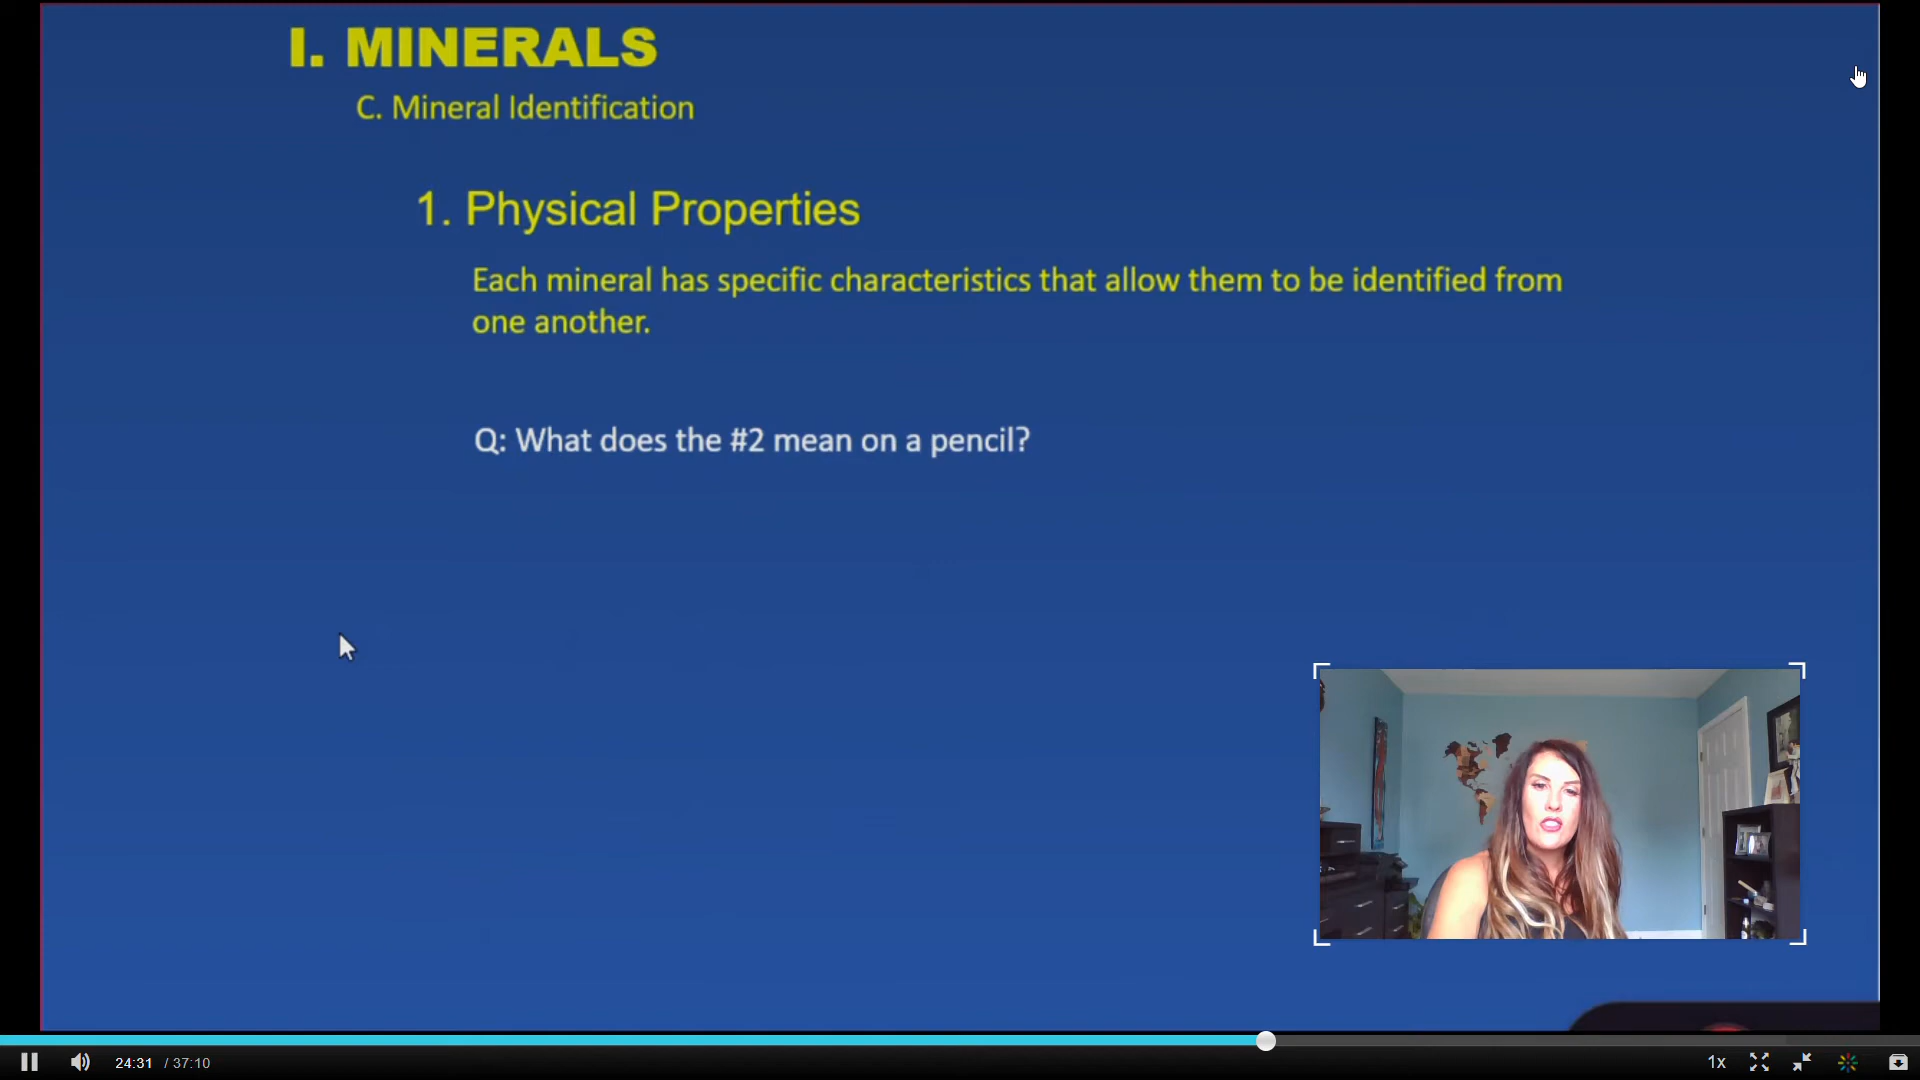 I. MINERALS
C. Mineral Identification
1. Physical Properties
Each mineral has specific characteristics that allow them to be identified from
one another.
Q: What does the #2 mean on a pencil?
24:31 / 37:10
1x